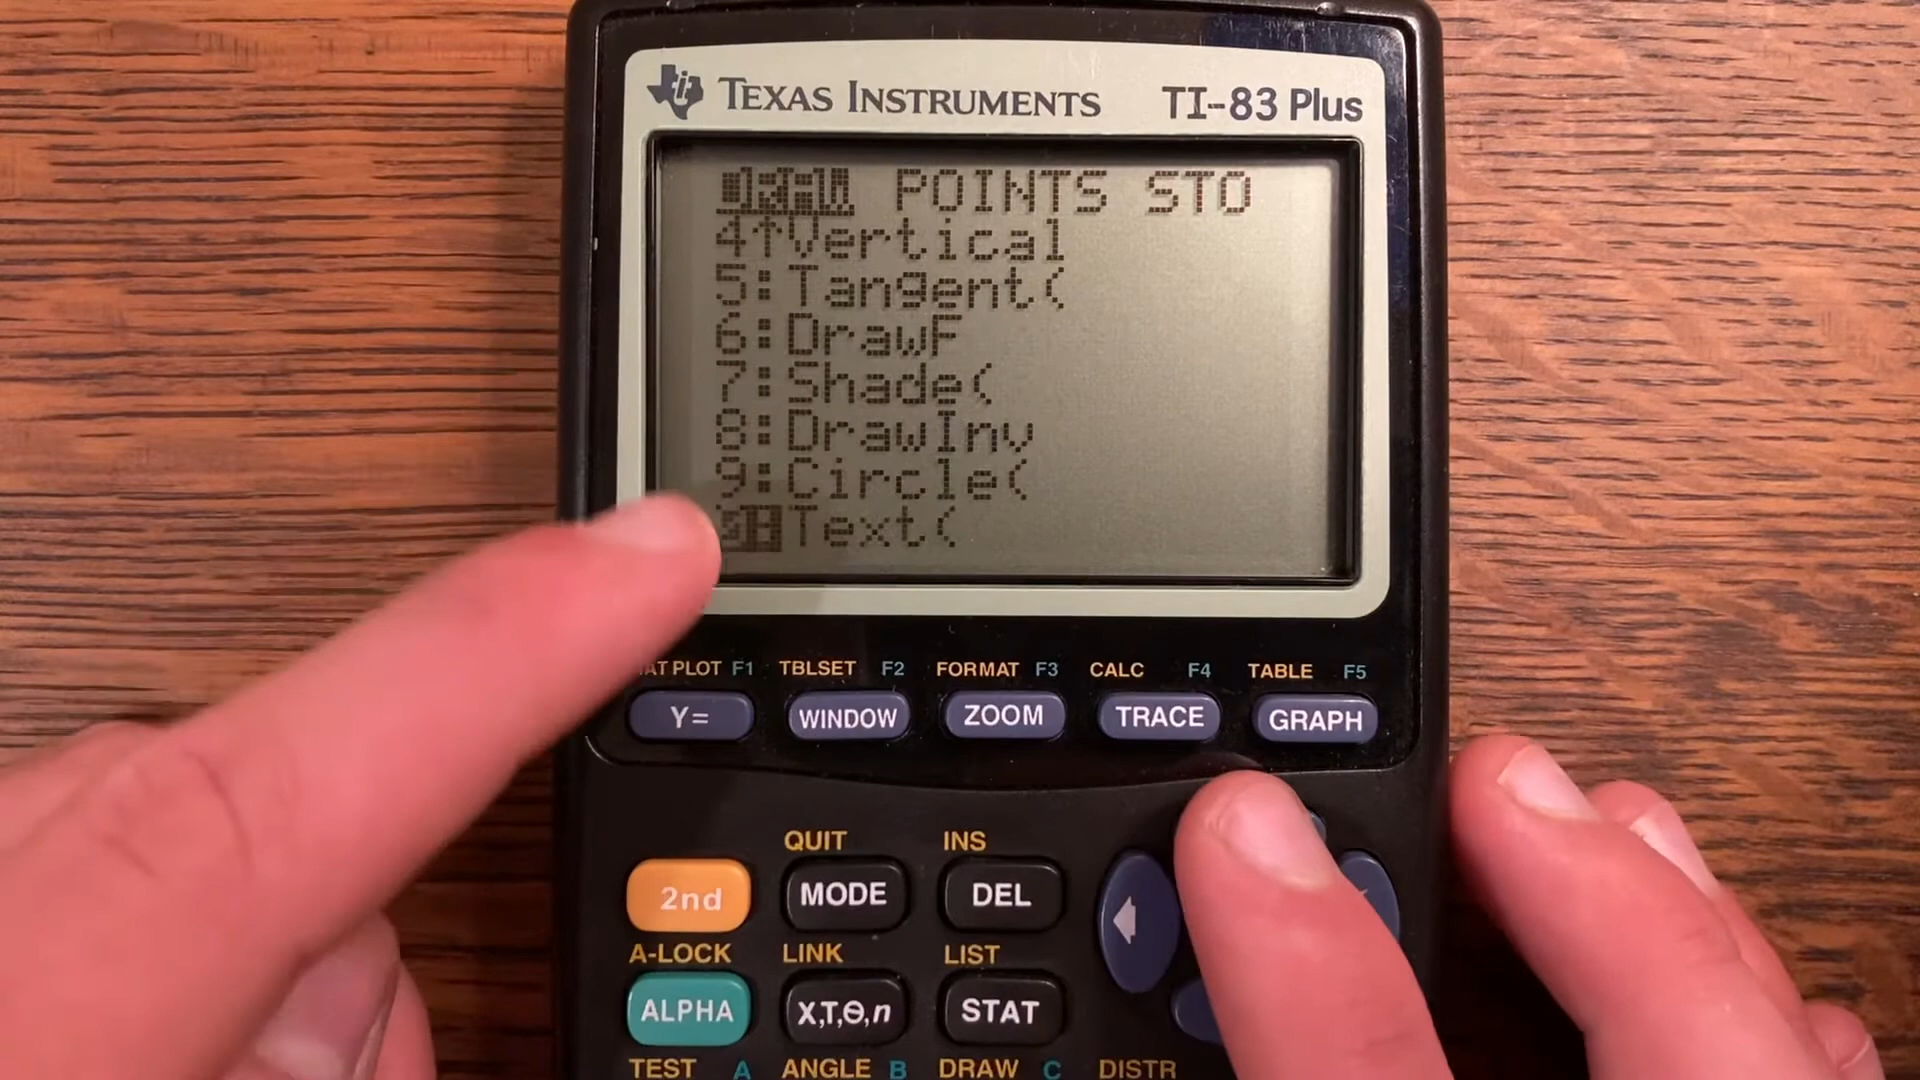 TEXAS INSTRUMENTS TI-83 Plus
DRAW POINTS STO
4↑Vertical
5:Tangent(
6:DrawF
7:Shade(
8:DrawInv
9:Circle(
0:Text(
PLOT F1 TBLSET F2 FORMAT F3 CALC F4 TABLE F5
Y= WINDOW ZOOM TRACE GRAPH
QUIT INS
2nd MODE DEL
A-LOCK LINK LIST
ALPHA X,T,Θ,n STAT
TEST A ANGLE B DRAW C DISTR